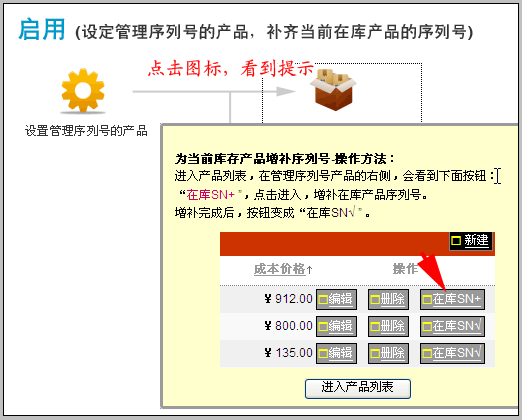 启用 (设定管理序列号的产品，补齐当前在库产品的序列号)
点击图标，看到提示
设置管理序列号的产品
为当前库存产品增补序列号-操作方法：
进入产品列表，在管理序列号产品的右侧，会看到下面按钮：
“在库SN+”，点击进入，增补在库产品序列号。
增补完成后，按钮变成“在库SN√”。
新建
成本价格↑ 操作
¥ 912.00 编辑 删除 在库SN+
¥ 800.00 编辑 删除 在库SN√
¥ 135.00 编辑 删除 在库SN√
进入产品列表